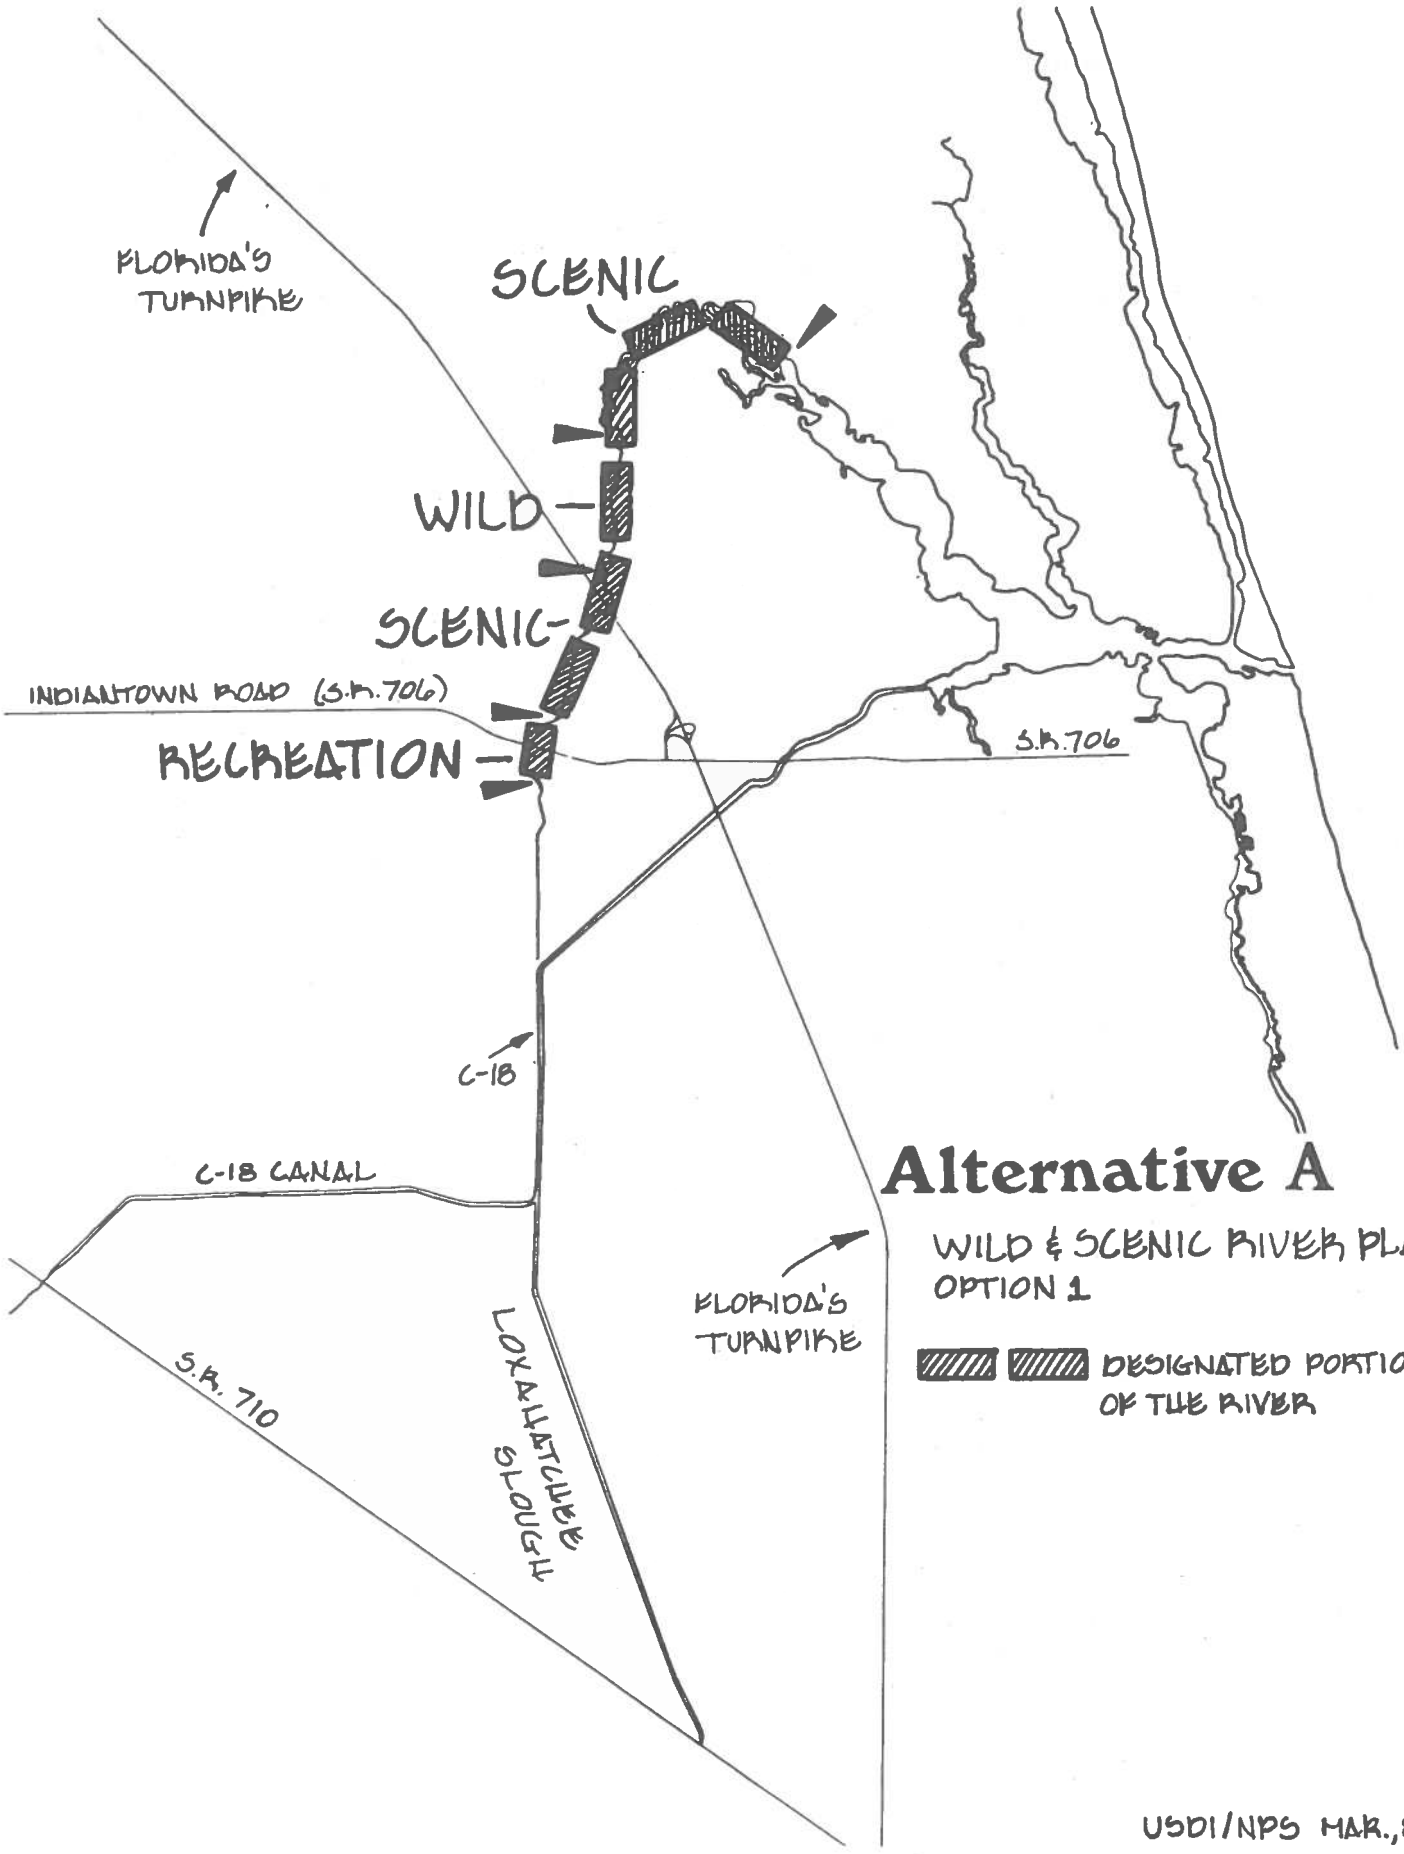 FLORIDA'S
TURNPIKE
SCENIC
WILD
SCENIC
INDIANTOWN ROAD (S.R.706)
RECREATION
S.R.706
C-18
C-18 CANAL
Alternative A
WILD & SCENIC RIVER
OPTION 1
FLORIDA'S
TURNPIKE
DESIGNATED
OF THE RIVER
S.R. 710
LOXAHATCHEE
SLOUGH
USDI/NPS MAR.,